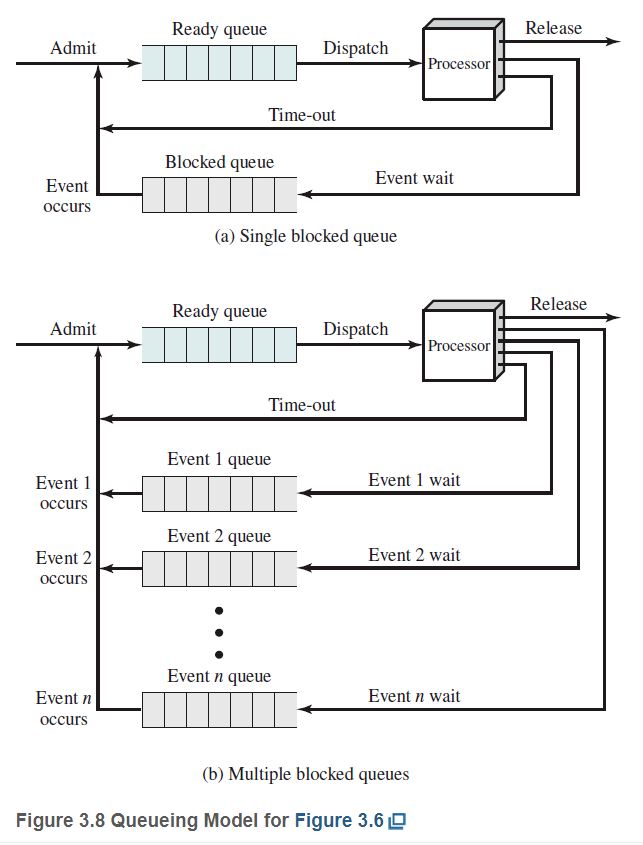 Ready queue
Release
Admit
Dispatch
Processor
Time-out
Blocked queue
Event wait
Event
occurs
(a) Single blocked queue
Ready queue
Release
Admit
Dispatch
Processor
Time-out
Event 1 queue
Event 1
occurs
Event 1 wait
Event 2 queue
Event 2
occurs
Event 2 wait
Event n queue
Event n
occurs
Event n wait
(b) Multiple blocked queues
Figure 3.8 Queueing Model for Figure 3.6